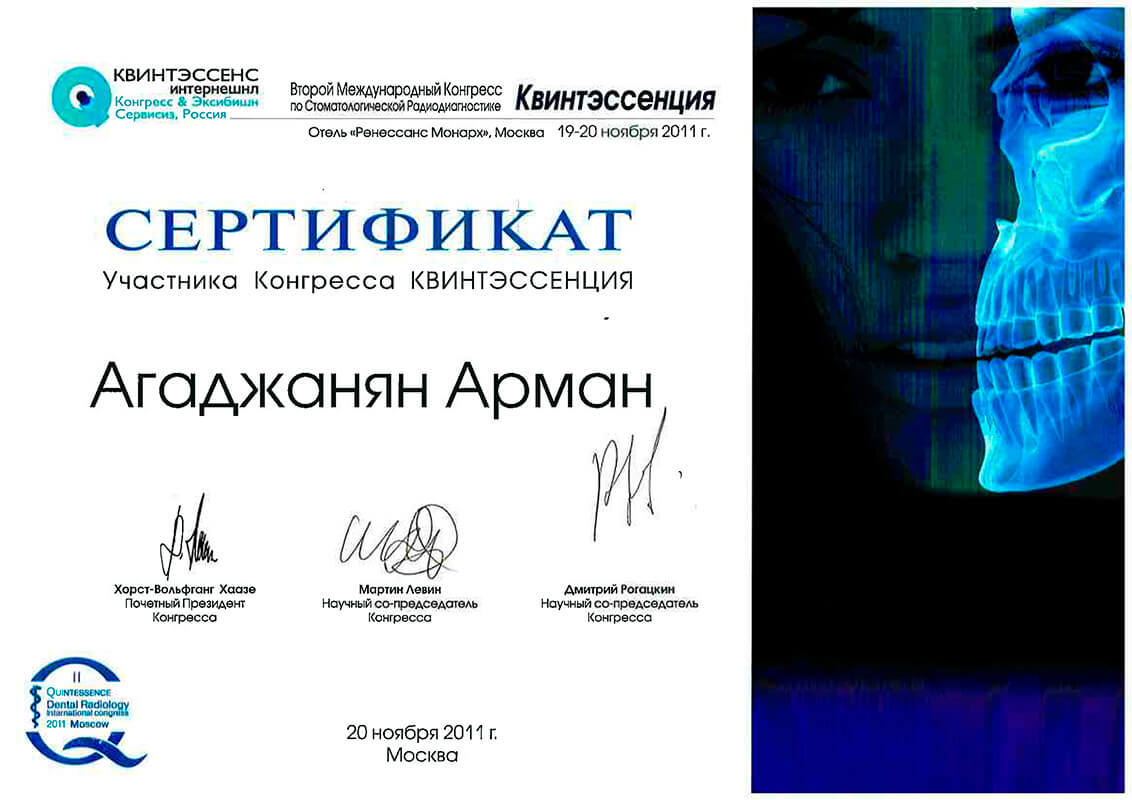 КВИНТЭССЕНС
интернешнл
Конгресс & Эксибишн
Сервисиз, Россия
Второй Международный Конгресс
по Стоматологической Радиодиагностике
Квинтэссенция
Отель «Ренессанс Монарх», Москва 19-20 ноября 2011 г.
СЕРТИФИКАТ
Участника Конгресса КВИНТЭССЕНЦИЯ
Агаджанян Арман
Хорст-Вольфганг Хаазе
Почетный Президент
Конгресса
Мартин Левин
Научный со-председатель
Конгресса
Дмитрий Рогацкин
Научный со-председатель
Конгресса
II
QUINTESSENCE
Dental Radiology
International congress
2011 Moscow
20 ноября 2011 г.
Москва